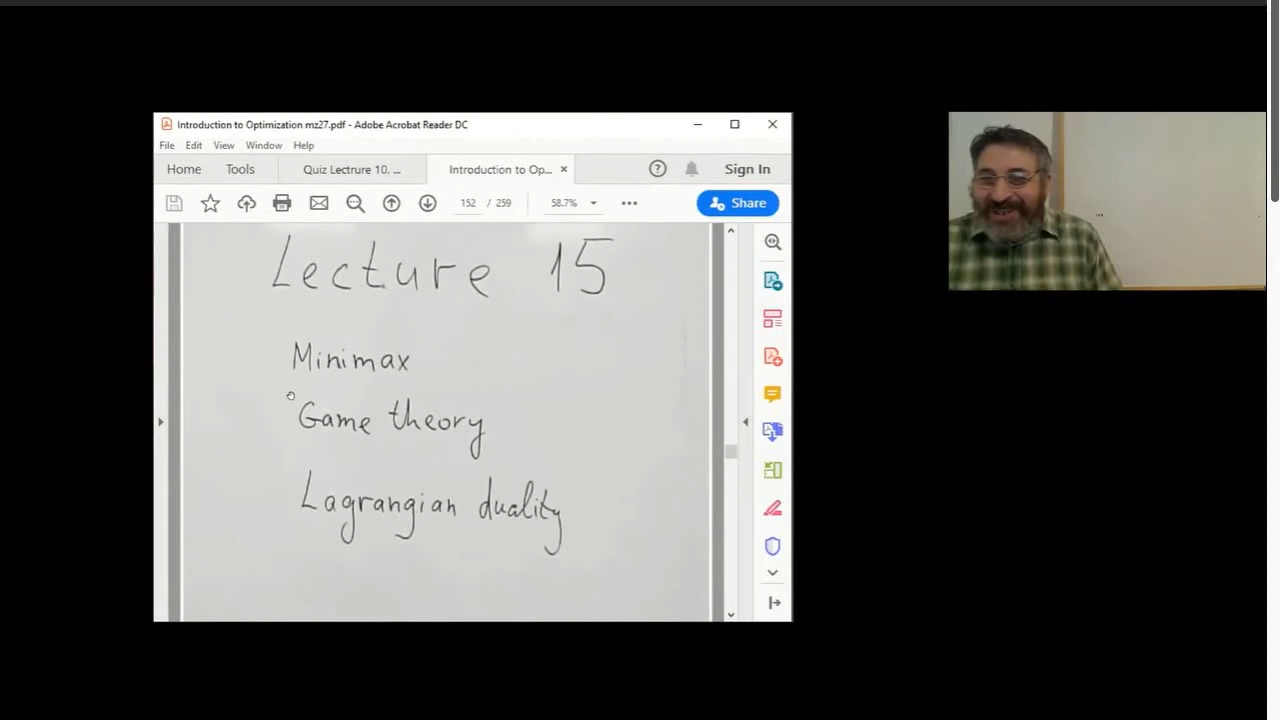 Introduction to Optimization mz27.pdf - Adobe Acrobat Reader DC
File Edit View Window Help
Home Tools Quiz Lectrure 10, ... Introduction to Op... Sign In
152 / 259 58.7% Share
Lecture 15
Minimax
Game theory
Lagrangian duality